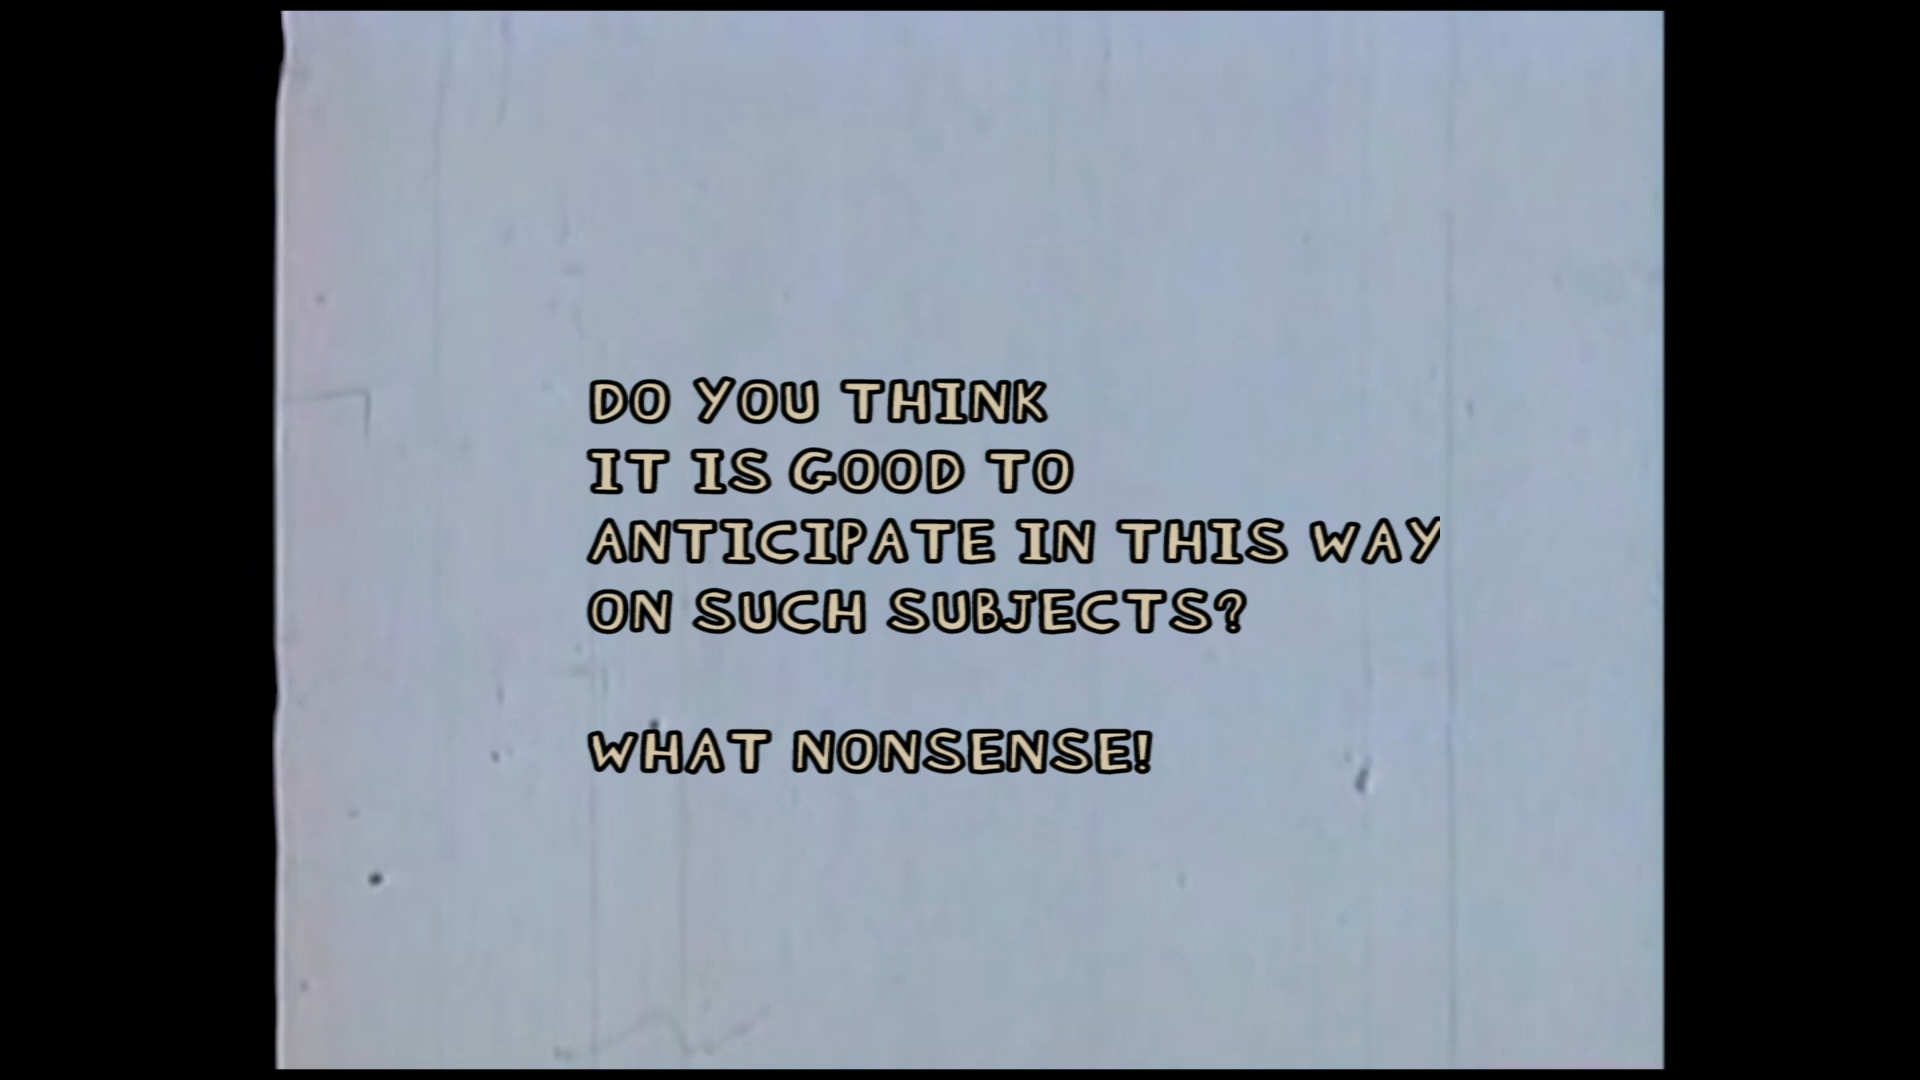 DO YOU THINK
IT IS GOOD TO
ANTICIPATE IN THIS WAY
ON SUCH SUBJECTS?
WHAT NONSENSE!